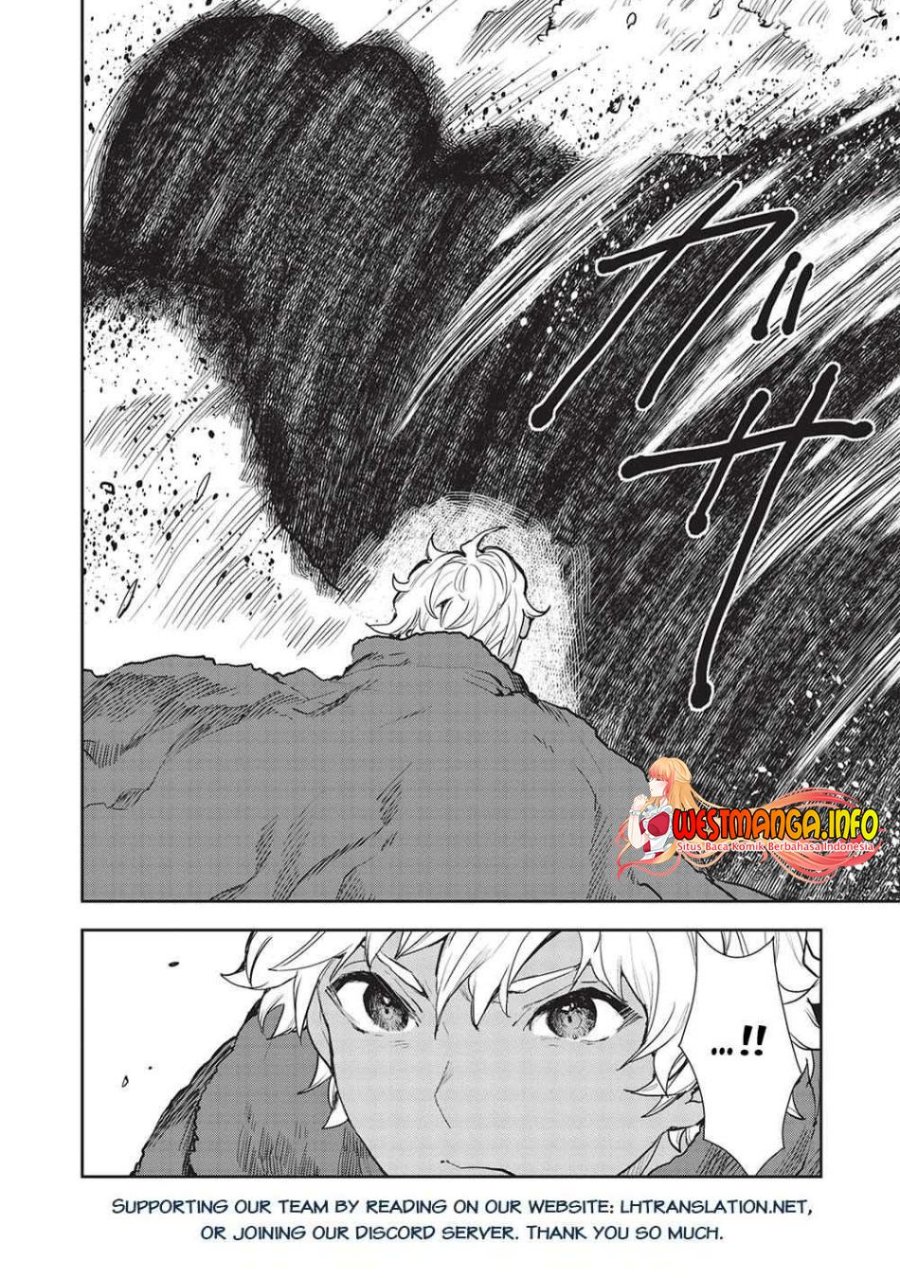 ガサ
WESTMANGA.INFO
Situs Baca Komik Berbahasa Indonesia
...!!
SUPPORTING OUR TEAM BY READING ON OUR WEBSITE: LHTRANSLATION.NET,
OR JOINING OUR DISCORD SERVER. THANK YOU SO MUCH.